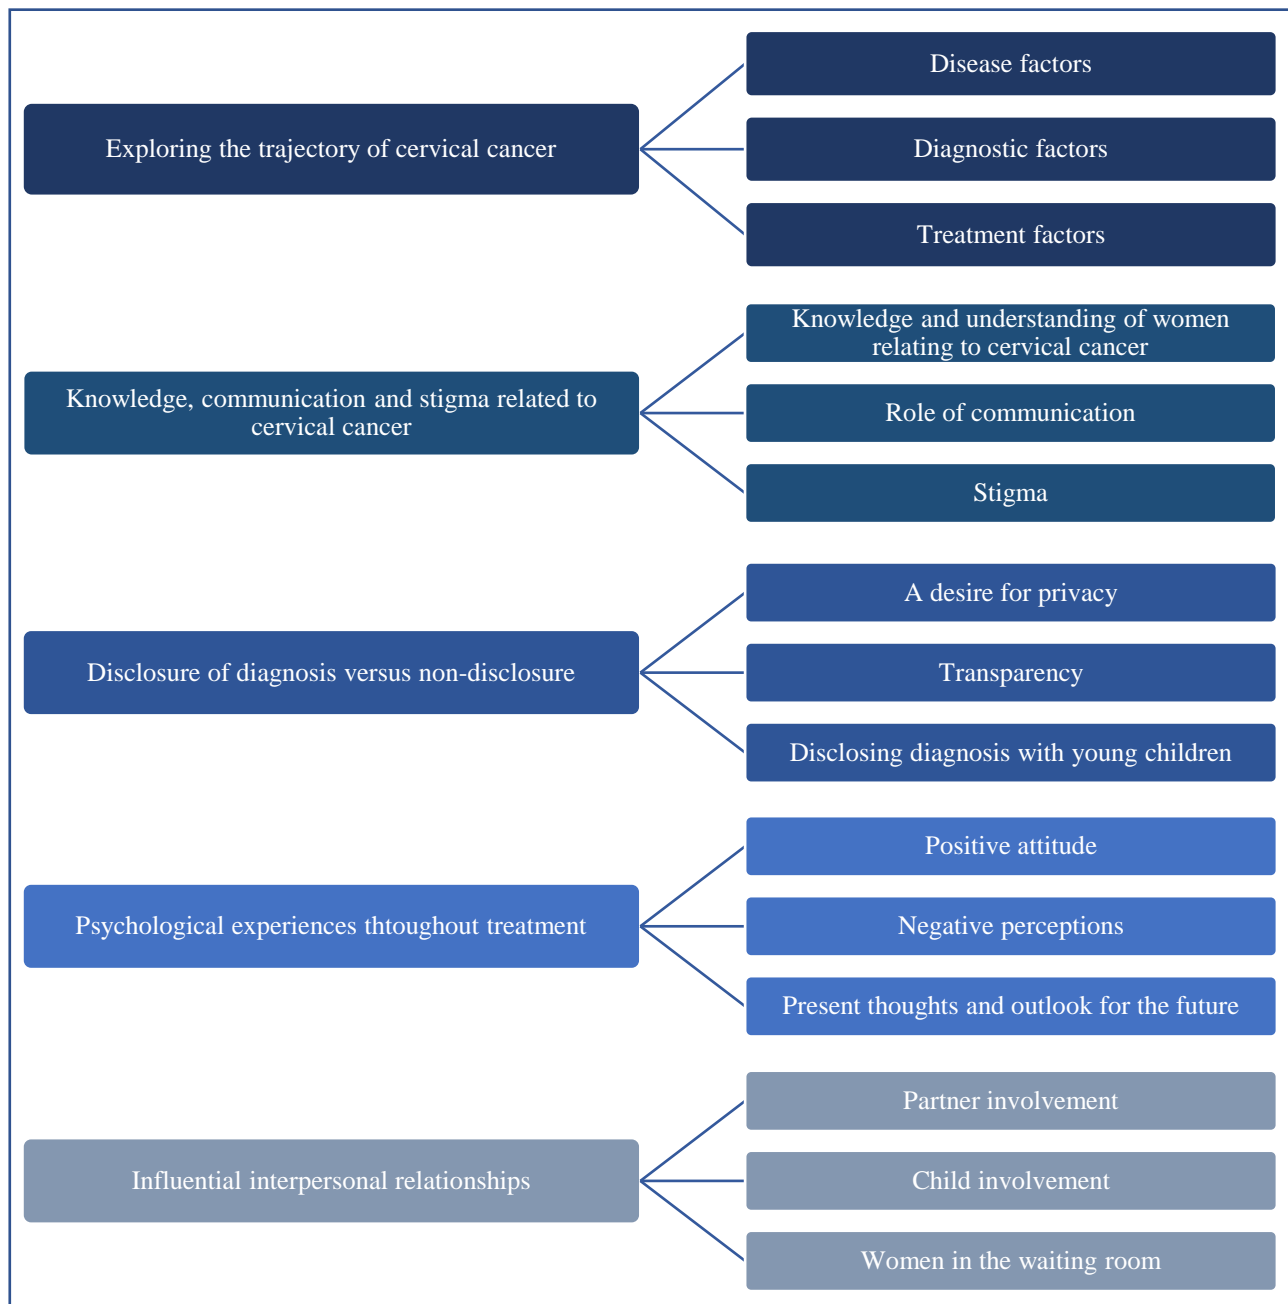 Exploring the trajectory of cervical cancer
Disease factors
Diagnostic factors
Treatment factors
Knowledge, communication and stigma related to
cervical cancer
Knowledge and understanding of women
relating to cervical cancer
Role of communication
Stigma
Disclosure of diagnosis versus non-disclosure
A desire for privacy
Transparency
Disclosing diagnosis with young children
Psychological experiences thtoughout treatment
Positive attitude
Negative perceptions
Present thoughts and outlook for the future
Influential interpersonal relationships
Partner involvement
Child involvement
Women in the waiting room